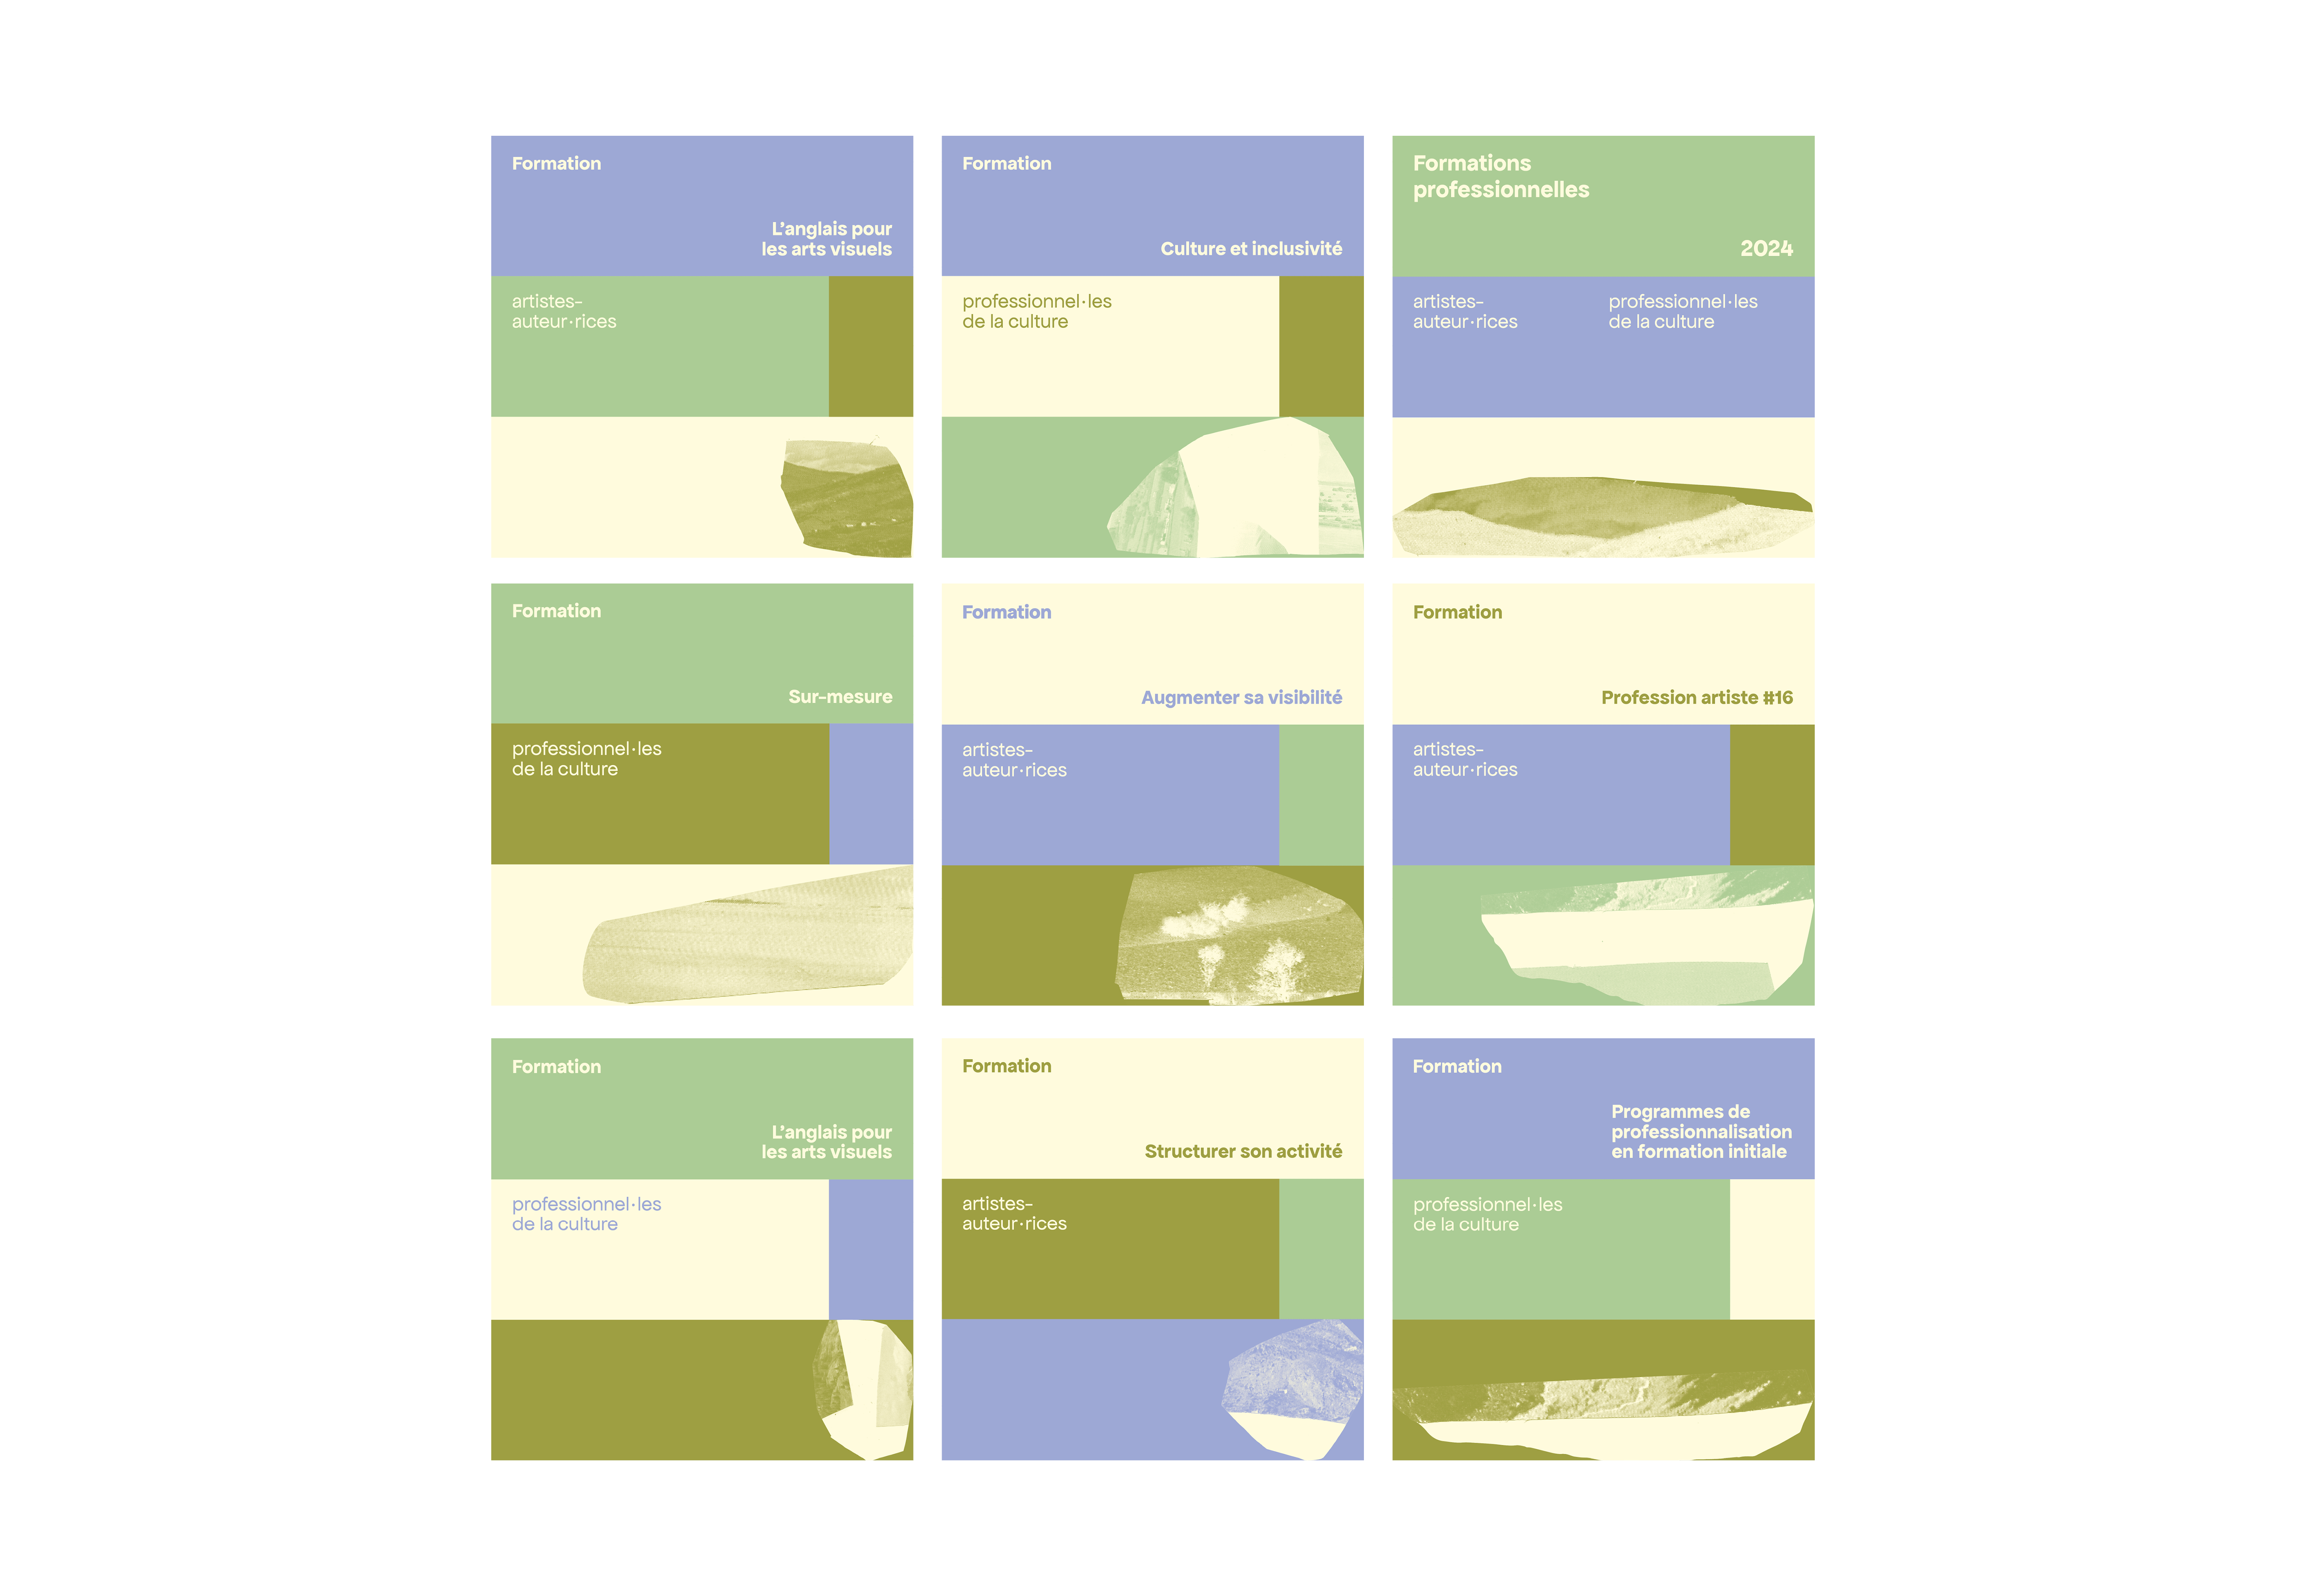 Formation
L’anglais pour
les arts visuels
artistes–
auteur·rices
Formation
Culture et inclusivité
professionnel·les
de la culture
Formations
professionnelles
2024
artistes–
auteur·rices
professionnel·les
de la culture
Formation
Sur–mesure
professionnel·les
de la culture
Formation
Augmenter sa visibilité
artistes–
auteur·rices
Formation
Profession artiste #16
artistes–
auteur·rices
Formation
L’anglais pour
les arts visuels
professionnel·les
de la culture
Formation
Structurer son activité
artistes–
auteur·rices
Formation
Programmes de
professionnalisation
en formation initiale
professionnel·les
de la culture